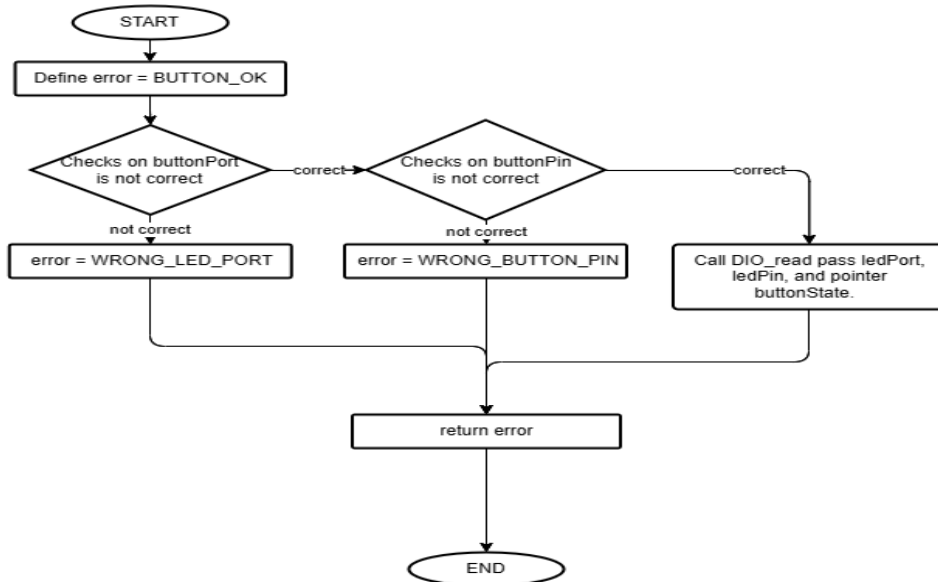 START
Define error = BUTTON_OK
Checks on buttonPort
is not correct
correct
Checks on buttonPin
is not correct
correct
not correct
not correct
error = WRONG_LED_PORT
error = WRONG_BUTTON_PIN
Call DIO_read pass ledPort,
ledPin, and pointer
buttonState.
return error
END